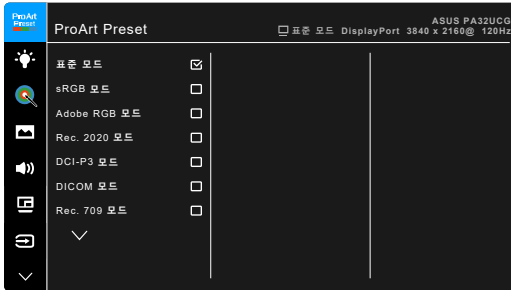 ProArt
Preset
ProArt Preset
ASUS PA32UCG
표준 모드 DisplayPort 3840 x 2160@ 120Hz
표준 모드
sRGB 모드
Adobe RGB 모드
Rec. 2020 모드
DCI-P3 모드
DICOM 모드
Rec. 709 모드